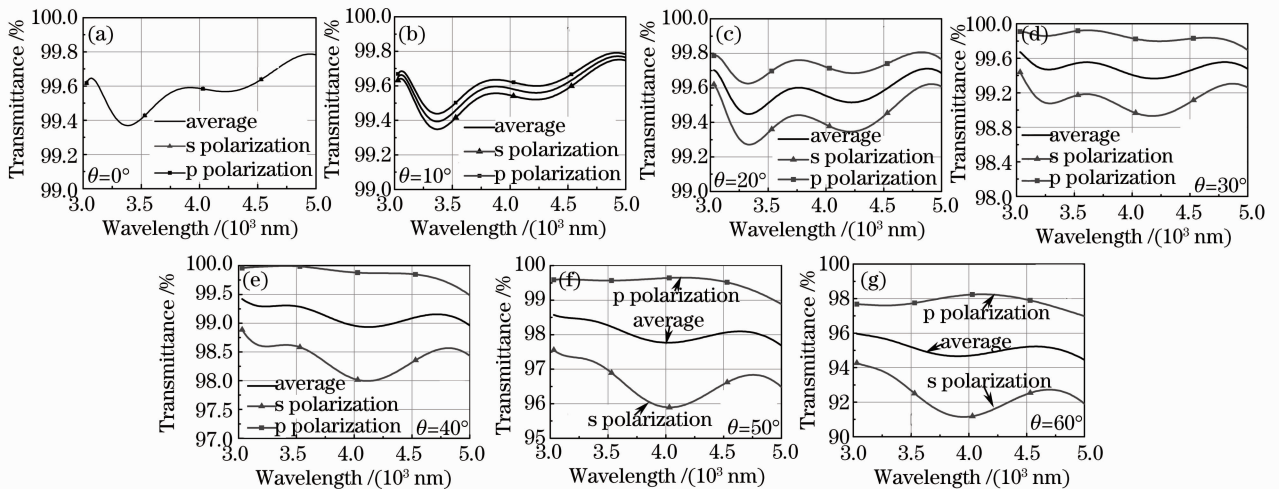 100.0
99.8
99.6
99.4
99.2
99.0
Transmittance /%
(a)
average
s polarization
p polarization
θ=0°
3.0 3.5 4.0 4.5 5.0
Wavelength /(10³ nm)
100.0
99.8
99.6
99.4
99.2
99.0
Transmittance /%
(b)
average
s polarization
p polarization
θ=10°
3.0 3.5 4.0 4.5 5.0
Wavelength /(10³ nm)
100.0
99.8
99.6
99.4
99.2
99.0
Transmittance /%
(c)
average
s polarization
p polarization
θ=20°
3.0 3.5 4.0 4.5 5.0
Wavelength /(10³ nm)
100.0
99.6
99.2
98.8
98.4
98.0
Transmittance /%
(d)
average
s polarization
p polarization
θ=30°
3.0 3.5 4.0 4.5 5.0
Wavelength /(10³ nm)
100.0
99.5
99.0
98.5
98.0
97.5
97.0
Transmittance /%
(e)
average
s polarization
p polarization
θ=40°
3.0 3.5 4.0 4.5 5.0
Wavelength /(10³ nm)
100
99
98
97
96
95
Transmittance /%
(f)
p polarization
average
s polarization
θ=50°
3.0 3.5 4.0 4.5 5.0
Wavelength /(10³ nm)
100
98
96
94
92
90
Transmittance /%
(g)
p polarization
average
s polarization
θ=60°
3.0 3.5 4.0 4.5 5.0
Wavelength /(10³ nm)